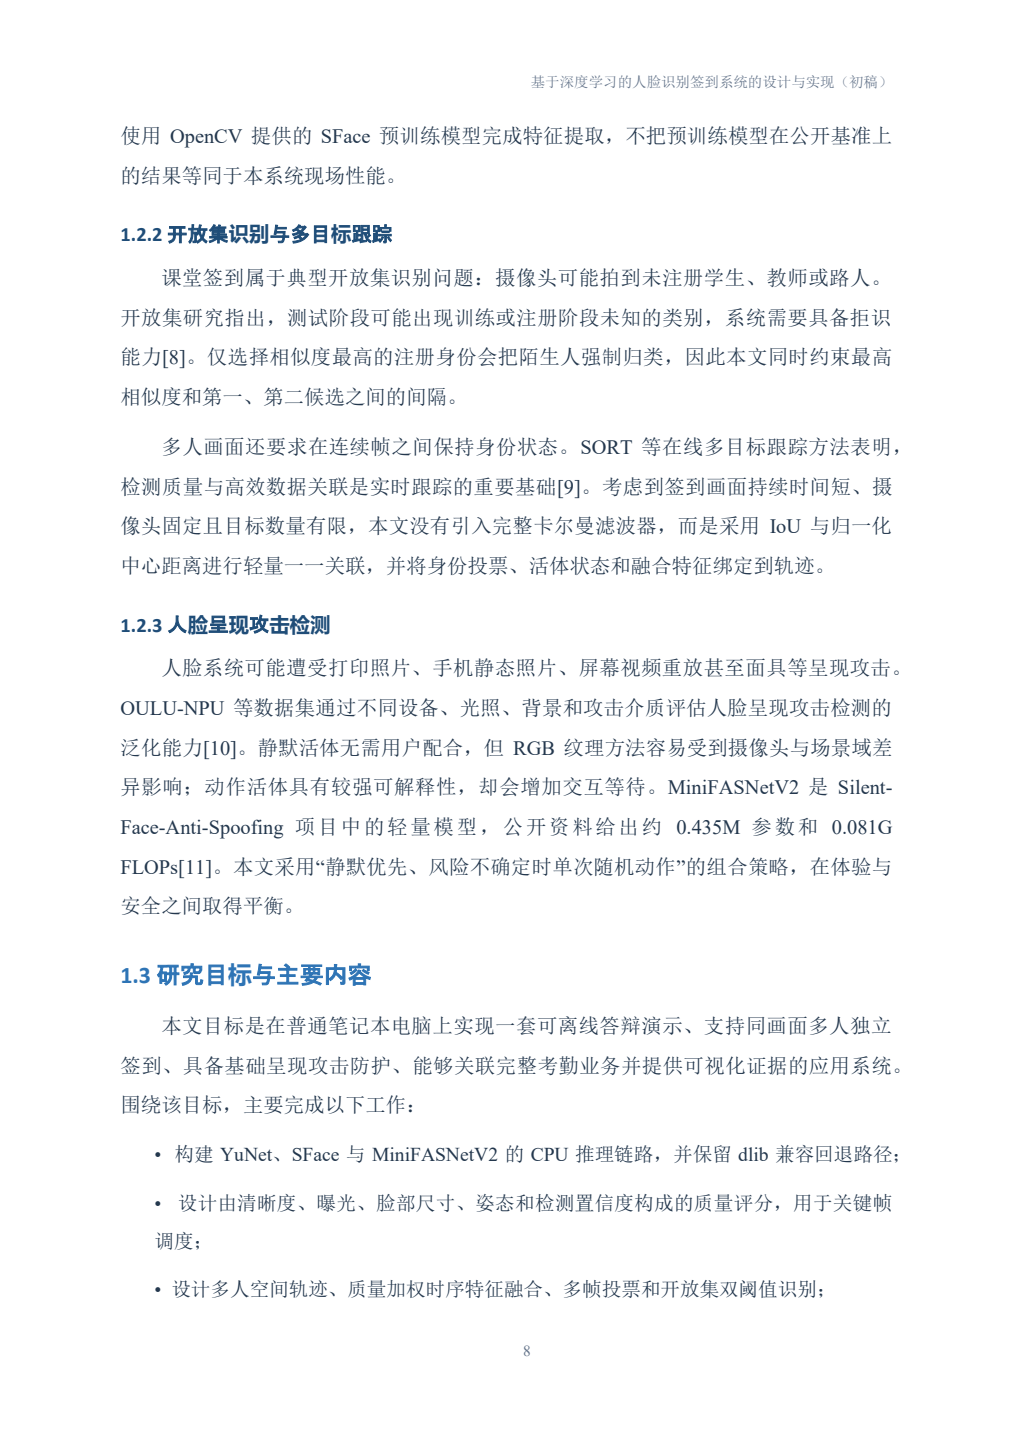 基于深度学习的人脸识别签到系统的设计与实现（初稿）
使用 OpenCV 提供的 SFace 预训练模型完成特征提取，不把预训练模型在公开基准上
的结果等同于本系统现场性能。
1.2.2 开放集识别与多目标跟踪
课堂签到属于典型开放集识别问题：摄像头可能拍到未注册学生、教师或路人。
开放集研究指出，测试阶段可能出现训练或注册阶段未知的类别，系统需要具备拒识
能力[8]。仅选择相似度最高的注册身份会把陌生人强制归类，因此本文同时约束最高
相似度和第一、第二候选之间的间隔。
多人画面还要求在连续帧之间保持身份状态。SORT 等在线多目标跟踪方法表明，
检测质量与高效数据关联是实时跟踪的重要基础[9]。考虑到签到画面持续时间短、摄
像头固定且目标数量有限，本文没有引入完整卡尔曼滤波器，而是采用 IoU 与归一化
中心距离进行轻量一一关联，并将身份投票、活体状态和融合特征绑定到轨迹。
1.2.3 人脸呈现攻击检测
人脸系统可能遭受打印照片、手机静态照片、屏幕视频重放甚至面具等呈现攻击。
OULU-NPU 等数据集通过不同设备、光照、背景和攻击介质评估人脸呈现攻击检测的
泛化能力[10]。静默活体无需用户配合，但 RGB 纹理方法容易受到摄像头与场景域差
异影响；动作活体具有较强可解释性，却会增加交互等待。MiniFASNetV2 是 Silent-
Face-Anti-Spoofing 项目中的轻量模型，公开资料给出约 0.435M 参数和 0.081G
FLOPs[11]。本文采用“静默优先、风险不确定时单次随机动作”的组合策略，在体验与
安全之间取得平衡。
1.3 研究目标与主要内容
本文目标是在普通笔记本电脑上实现一套可离线答辩演示、支持同画面多人独立
签到、具备基础呈现攻击防护、能够关联完整考勤业务并提供可视化证据的应用系统。
围绕该目标，主要完成以下工作：
• 构建 YuNet、SFace 与 MiniFASNetV2 的 CPU 推理链路，并保留 dlib 兼容回退路径；
• 设计由清晰度、曝光、脸部尺寸、姿态和检测置信度构成的质量评分，用于关键帧
调度；
• 设计多人空间轨迹、质量加权时序特征融合、多帧投票和开放集双阈值识别；
8